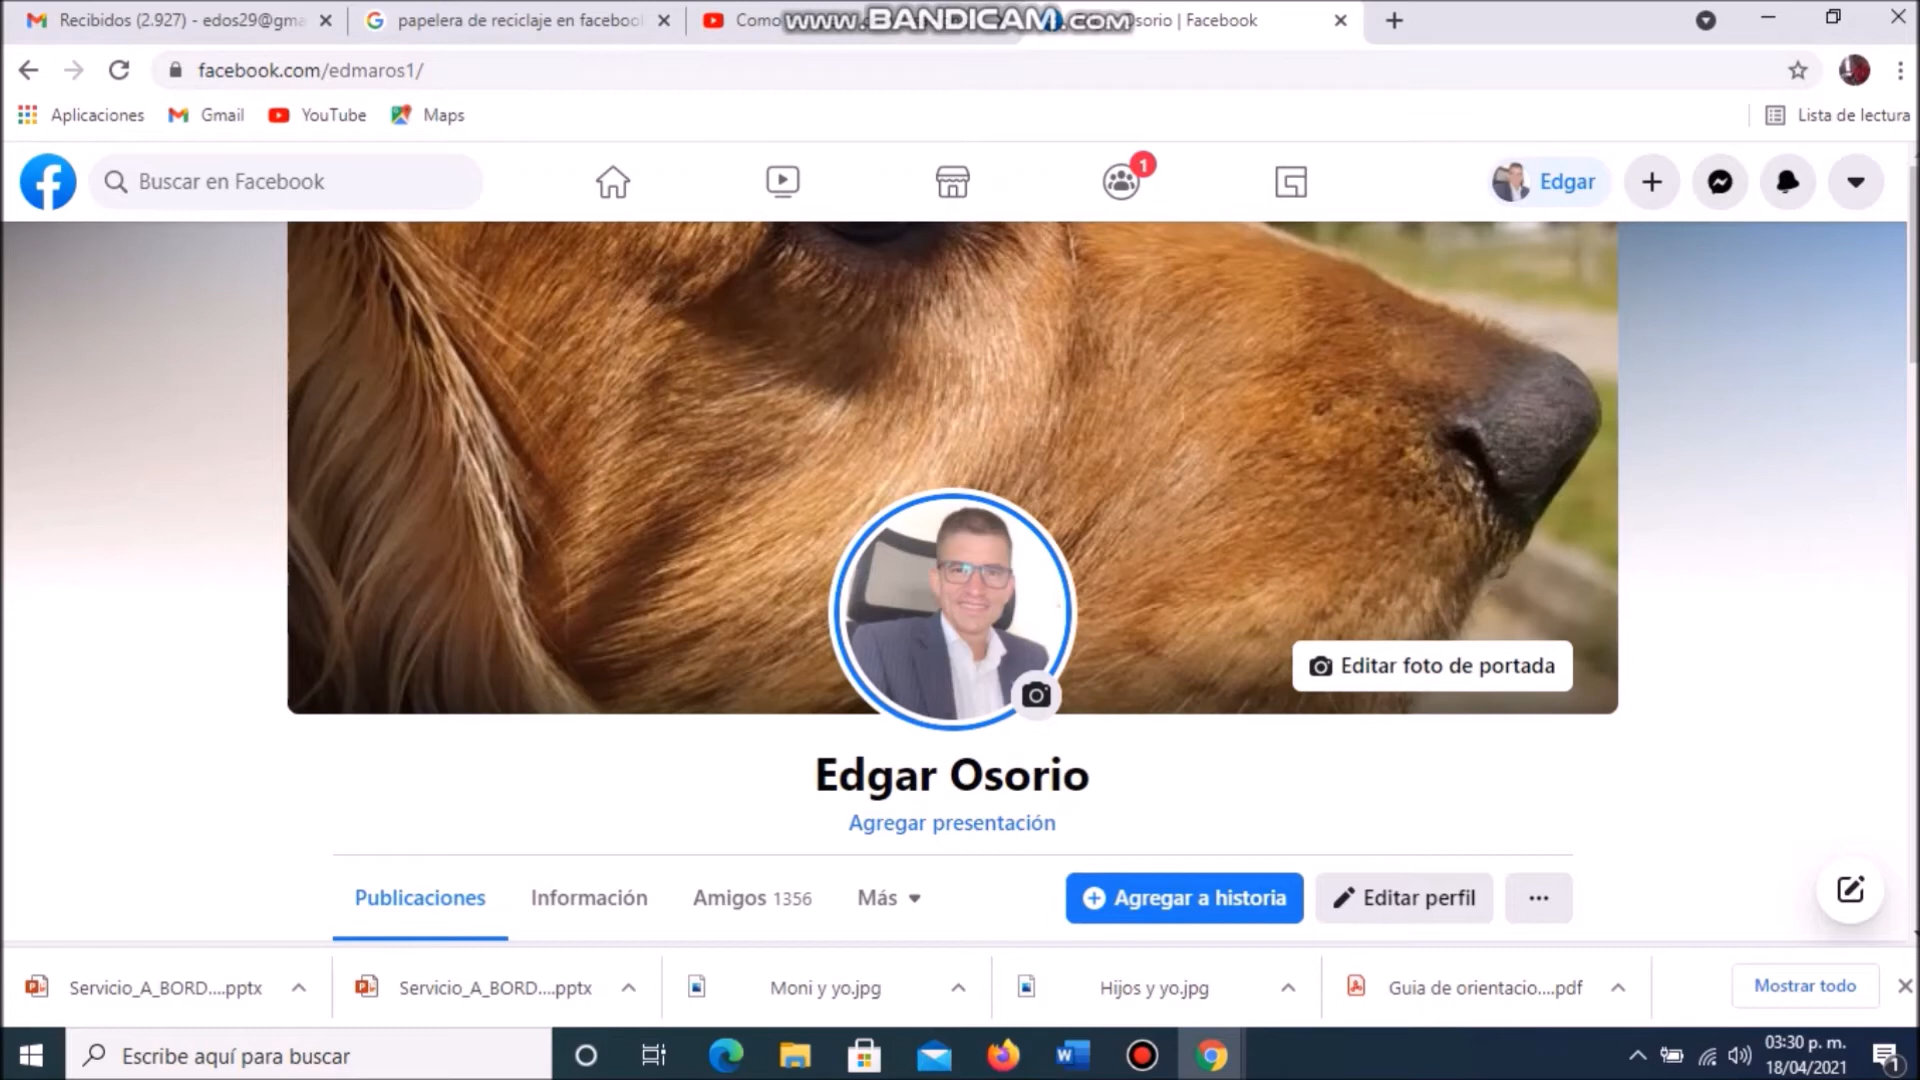 Recibidos (2.927) - edos29@gma
papelera de reciclaje en faceboo
Como
www.BANDICAM.com
Osorio | Facebook
facebook.com/edmaros1/
Aplicaciones
Gmail
YouTube
Maps
Lista de lectura
Buscar en Facebook
1
Edgar
Editar foto de portada
Edgar Osorio
Agregar presentación
Publicaciones
Información
Amigos 1356
Más
Agregar a historia
Editar perfil
Servicio_A_BORD....pptx
Servicio_A_BORD....pptx
Moni y yo.jpg
Hijos y yo.jpg
Guia de orientacio....pdf
Mostrar todo
Escribe aquí para buscar
03:30 p. m.
18/04/2021
1